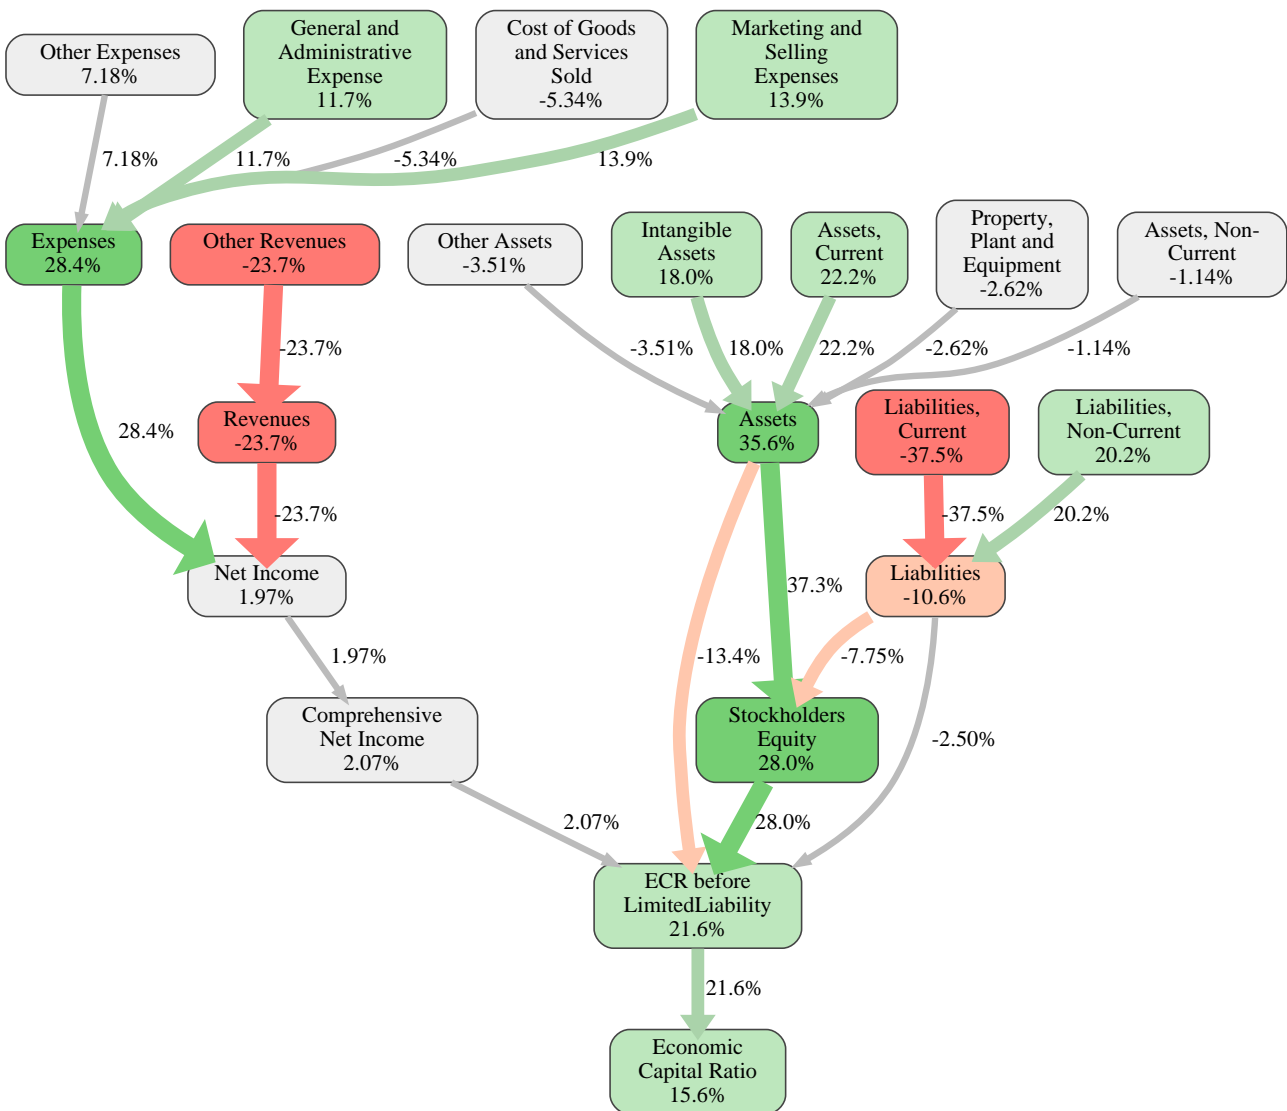 Other Expenses
7.18%
General and
Administrative
Expense
11.7%
Cost of Goods
and Services
Sold
-5.34%
Marketing and
Selling
Expenses
13.9%
7.18%
11.7%
-5.34%
13.9%
Expenses
28.4%
Other Revenues
-23.7%
Other Assets
-3.51%
Intangible
Assets
18.0%
Assets,
Current
22.2%
Property,
Plant and
Equipment
-2.62%
Assets, Non-
Current
-1.14%
-23.7%
-3.51%
18.0%
22.2%
-2.62%
-1.14%
28.4%
Revenues
-23.7%
Assets
35.6%
Liabilities,
Current
-37.5%
Liabilities,
Non-Current
20.2%
-23.7%
-37.5%
20.2%
Net Income
1.97%
37.3%
Liabilities
-10.6%
1.97%
-13.4%
-7.75%
Comprehensive
Net Income
2.07%
Stockholders
Equity
28.0%
-2.50%
2.07%
28.0%
ECR before
LimitedLiability
21.6%
21.6%
Economic
Capital Ratio
15.6%